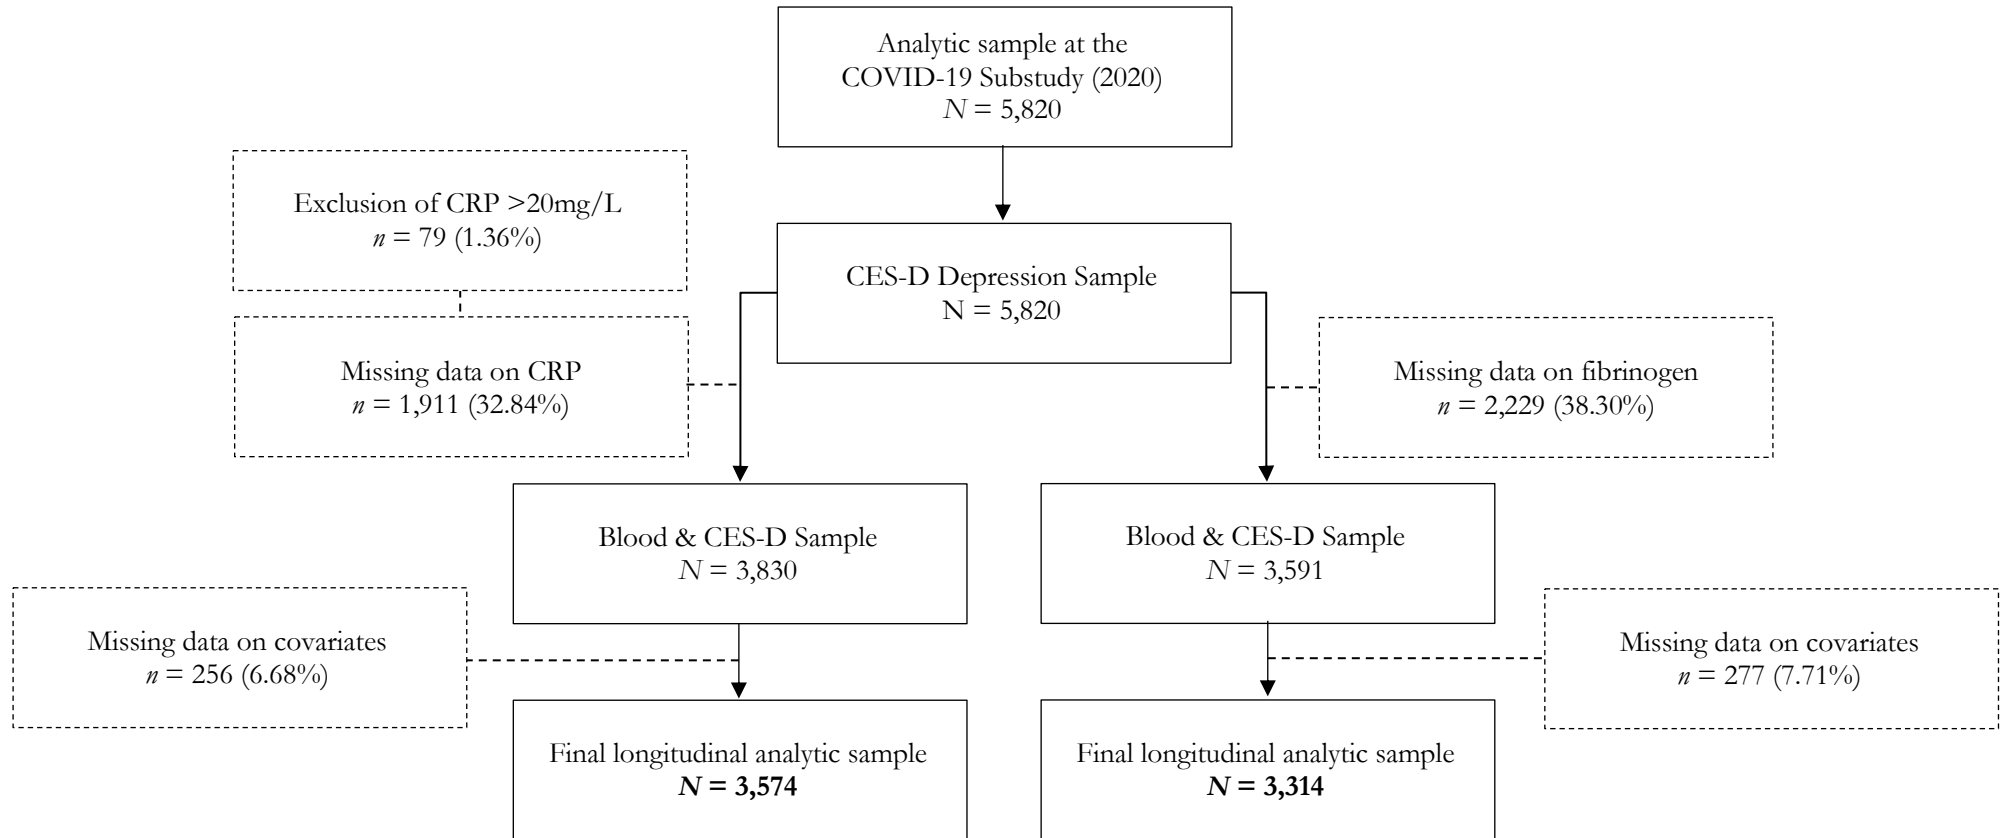 Analytic sample at the
COVID-19 Substudy (2020)
N = 5,820
Exclusion of CRP >20mg/L
n = 79 (1.36%)
CES-D Depression Sample
N = 5,820
Missing data on CRP
n = 1,911 (32.84%)
Missing data on fibrinogen
n = 2,229 (38.30%)
Blood & CES-D Sample
N = 3,830
Blood & CES-D Sample
N = 3,591
Missing data on covariates
n = 256 (6.68%)
Missing data on covariates
n = 277 (7.71%)
Final longitudinal analytic sample
N = 3,574
Final longitudinal analytic sample
N = 3,314